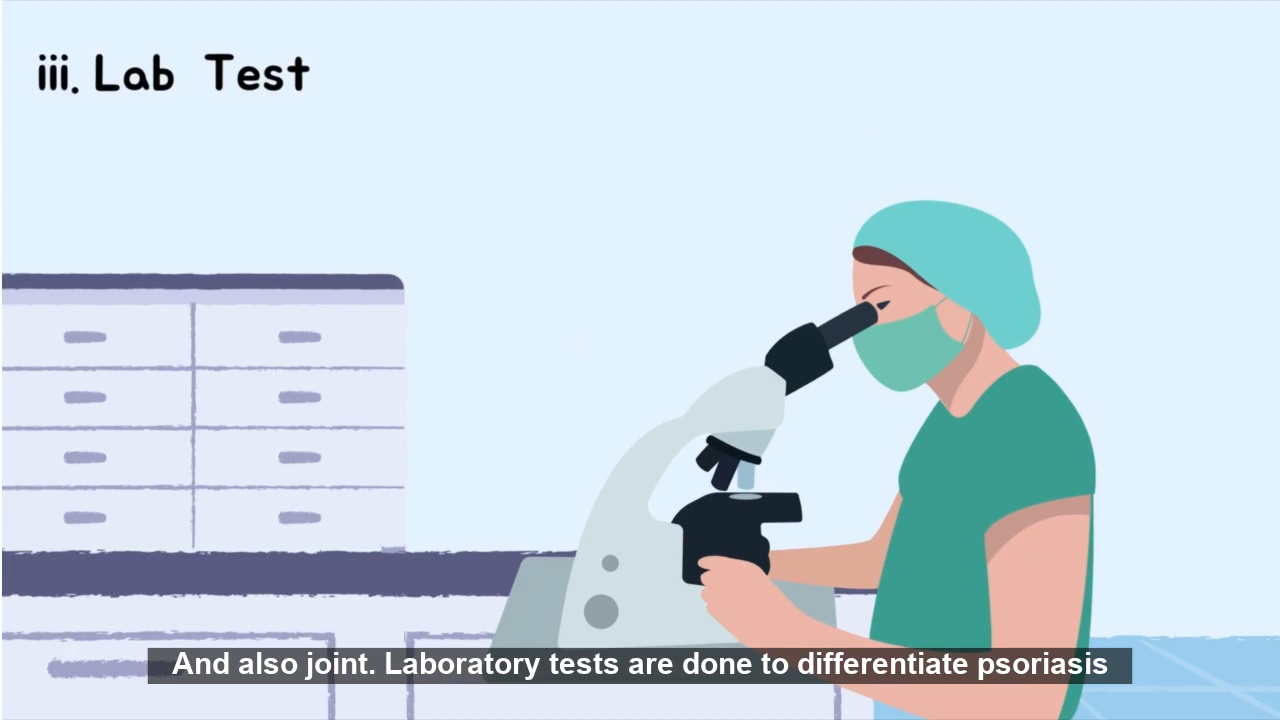 iii. Lab Test
And also joint. Laboratory tests are done to differentiate psoriasis